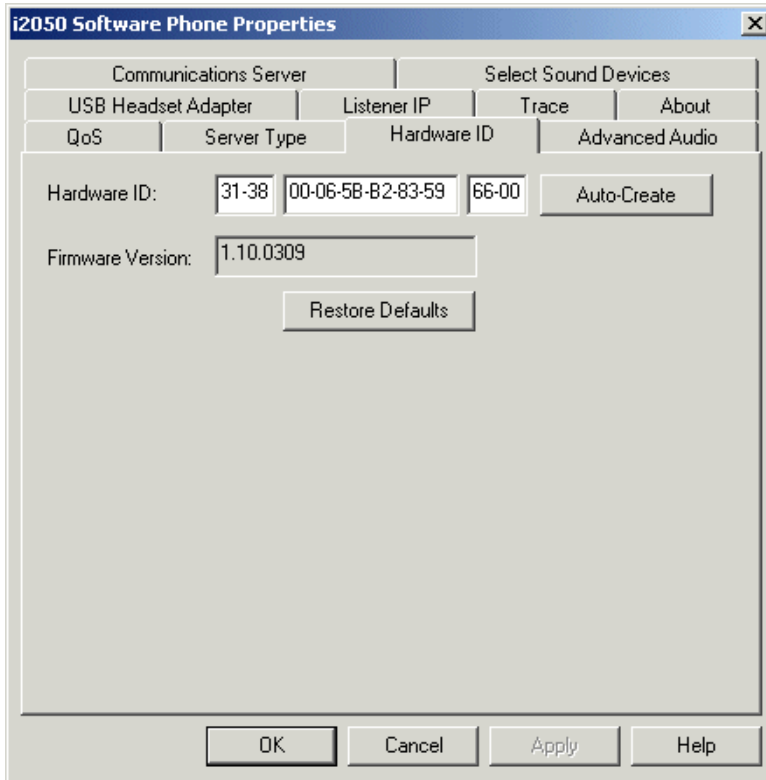 i2050 Software Phone Properties
Communications Server Select Sound Devices
USB Headset Adapter Listener IP Trace About
QoS Server Type Hardware ID Advanced Audio
Hardware ID: 31-38 00-06-5B-B2-83-59 66-00 Auto-Create
Firmware Version: 1.10.0309
Restore Defaults
OK Cancel Apply Help